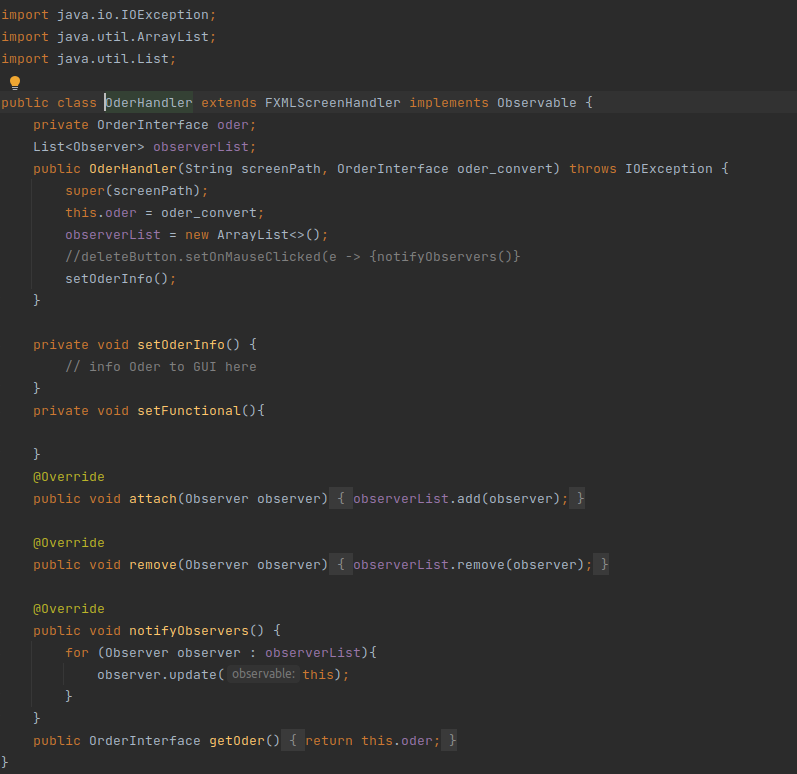 import java.io.IOException;
import java.util.ArrayList;
import java.util.List;
public class OderHandler extends FXMLScreenHandler implements Observable {
private OrderInterface oder;
List<Observer> observerList;
public OderHandler(String screenPath, OrderInterface oder_convert) throws IOException {
super(screenPath);
this.oder = oder_convert;
observerList = new ArrayList<>();
//deleteButton.setOnMauseClicked(e -> {notifyObservers()}
setOderInfo();
}
private void setOderInfo() {
// info Oder to GUI here
}
private void setFunctional(){
}
@Override
public void attach(Observer observer) { observerList.add(observer); }
@Override
public void remove(Observer observer) { observerList.remove(observer); }
@Override
public void notifyObservers() {
for (Observer observer : observerList){
observer.update( observable: this);
}
}
public OrderInterface getOder() { return this.oder; }
}